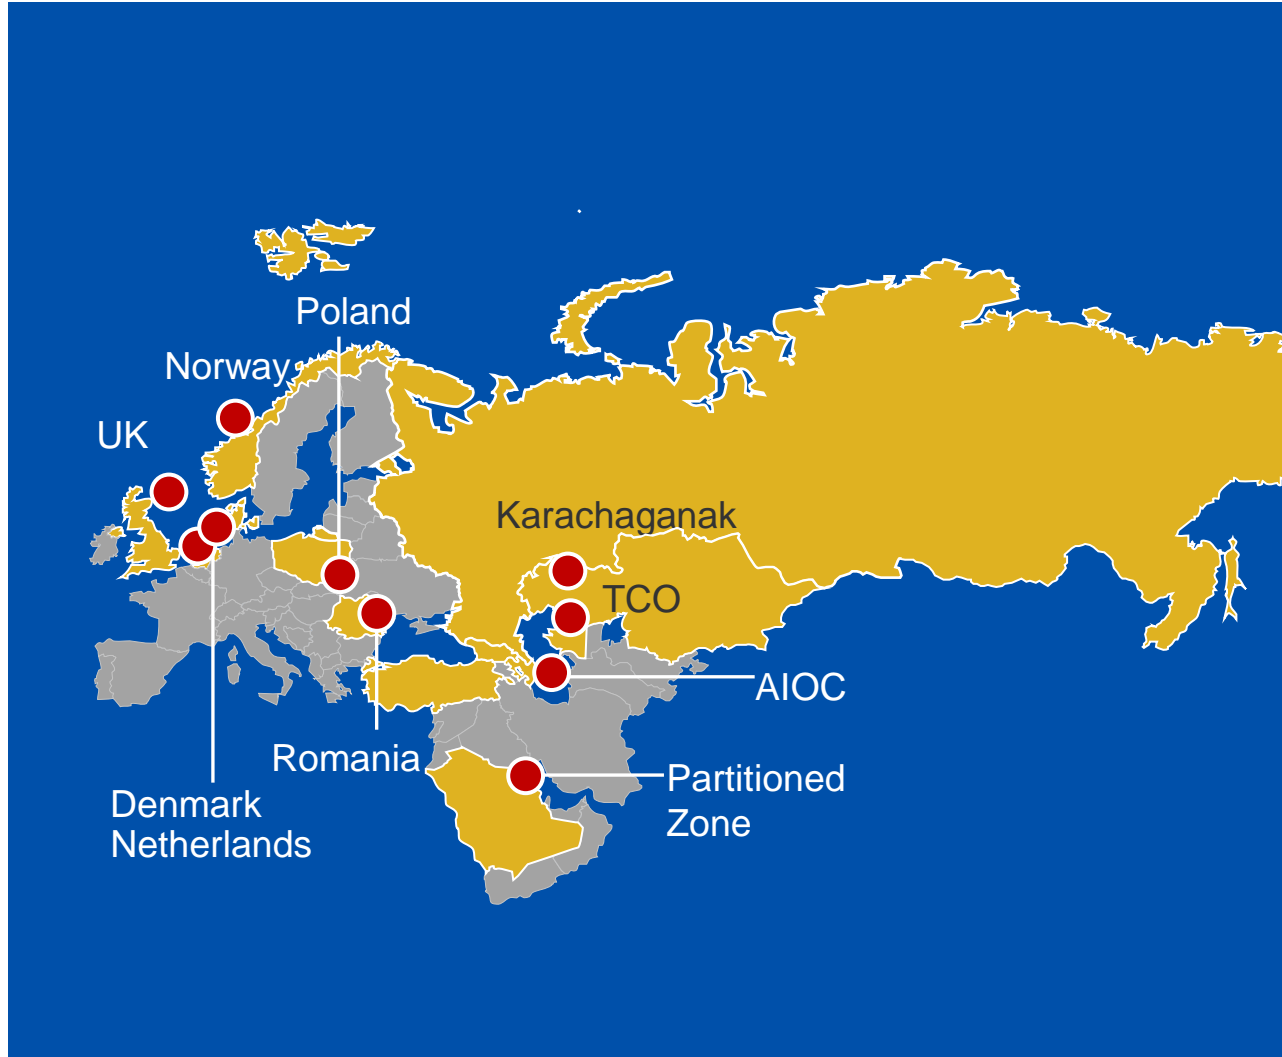 Poland
Norway
UK
Karachaganak
TCO
AIOC
Romania
Partitioned
Zone
Denmark
Netherlands